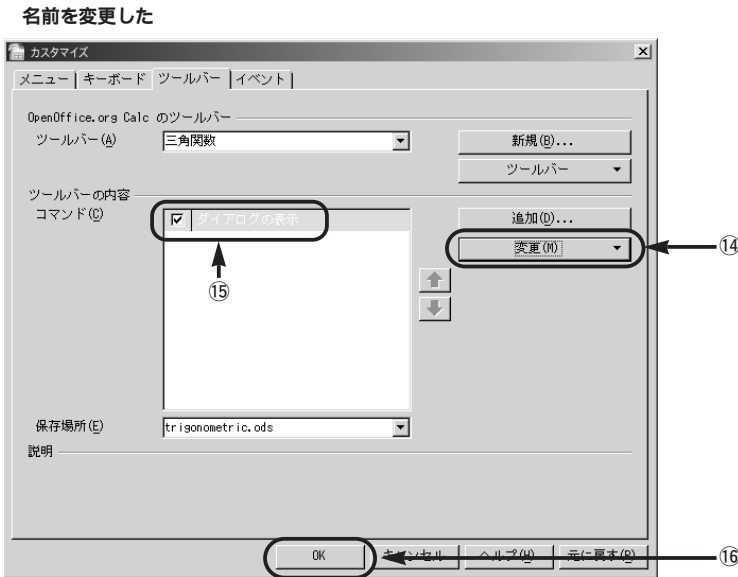 名前を変更した
カスタマイズ
メニュー キーボード ツールバー イベント
OpenOffice.org Calc のツールバー
ツールバー(A) 三角関数 新規(B)...
ツールバー
ツールバーの内容
コマンド(C) ダイアログの表示 追加(D)...
変更(M) ⑭
⑮
保存場所(E) trigonometric.ods
説明
OK キャンセル ヘルプ(H) 元に戻す(R) ⑯